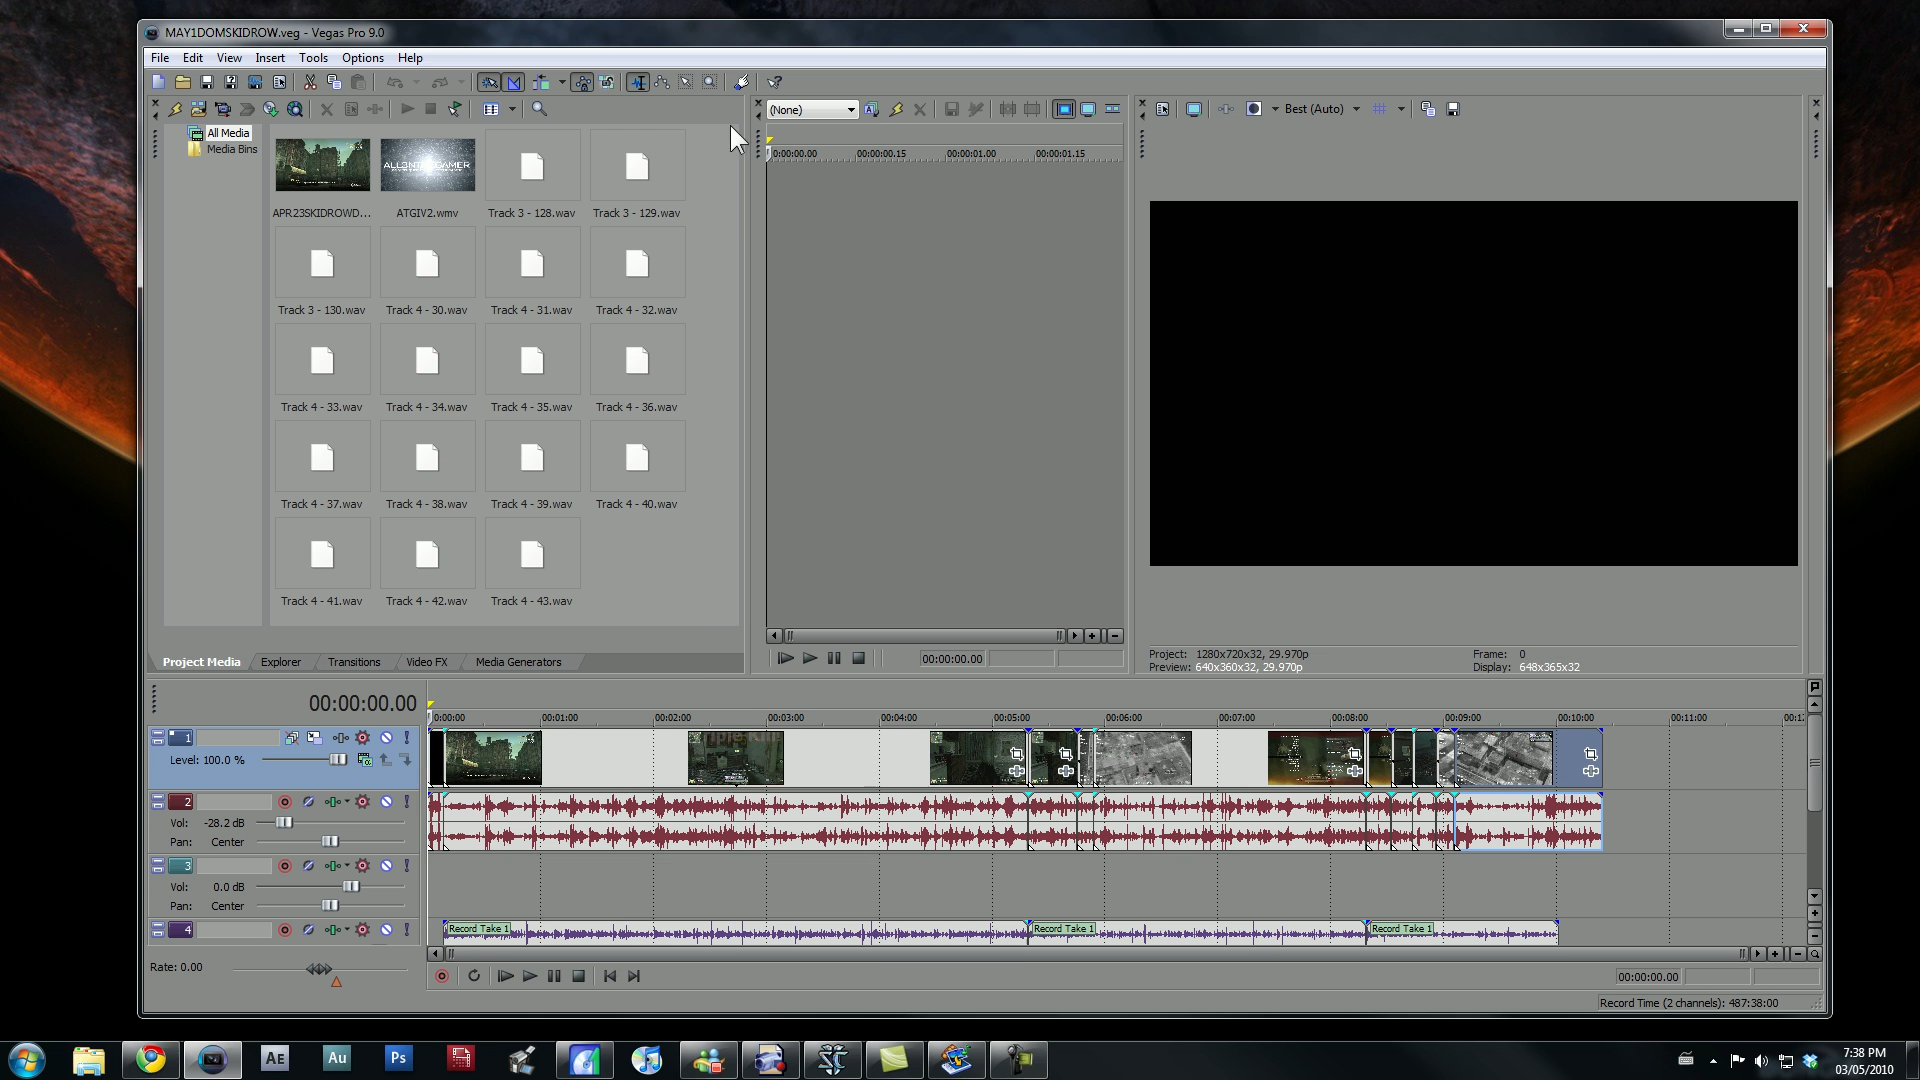 MAY1DOMSKIDROW.veg - Vegas Pro 9.0
File Edit View Insert Tools Options Help
(None)
Best (Auto)
All Media
Media Bins
ALL3NTHEGAMER
0:00:00.00 00:00:00.15 00:00:01.00 00:00:01.15
APR23SKIDROWD... ATGIV2.wmv Track 3 - 128.wav Track 3 - 129.wav
Track 3 - 130.wav Track 4 - 30.wav Track 4 - 31.wav Track 4 - 32.wav
Track 4 - 33.wav Track 4 - 34.wav Track 4 - 35.wav Track 4 - 36.wav
Track 4 - 37.wav Track 4 - 38.wav Track 4 - 39.wav Track 4 - 40.wav
Track 4 - 41.wav Track 4 - 42.wav Track 4 - 43.wav
Project Media Explorer Transitions Video FX Media Generators
00:00:00.00
Project: 1280x720x32, 29.970p Frame: 0
Preview: 640x360x32, 29.970p Display: 648x365x32
00:00:00.00
0:00:00 00:01:00 00:02:00 00:03:00 00:04:00 00:05:00 00:06:00 00:07:00 00:08:00 00:09:00 00:10:00 00:11:00 00:12
1
Level: 100.0 %
2
Vol: -28.2 dB
Pan: Center
3
Vol: 0.0 dB
Pan: Center
4
Record Take 1 Record Take 1 Record Take 1
Rate: 0.00
00:00:00.00
Record Time (2 channels): 487:38:00
Ae Au Ps
7:38 PM
03/05/2010